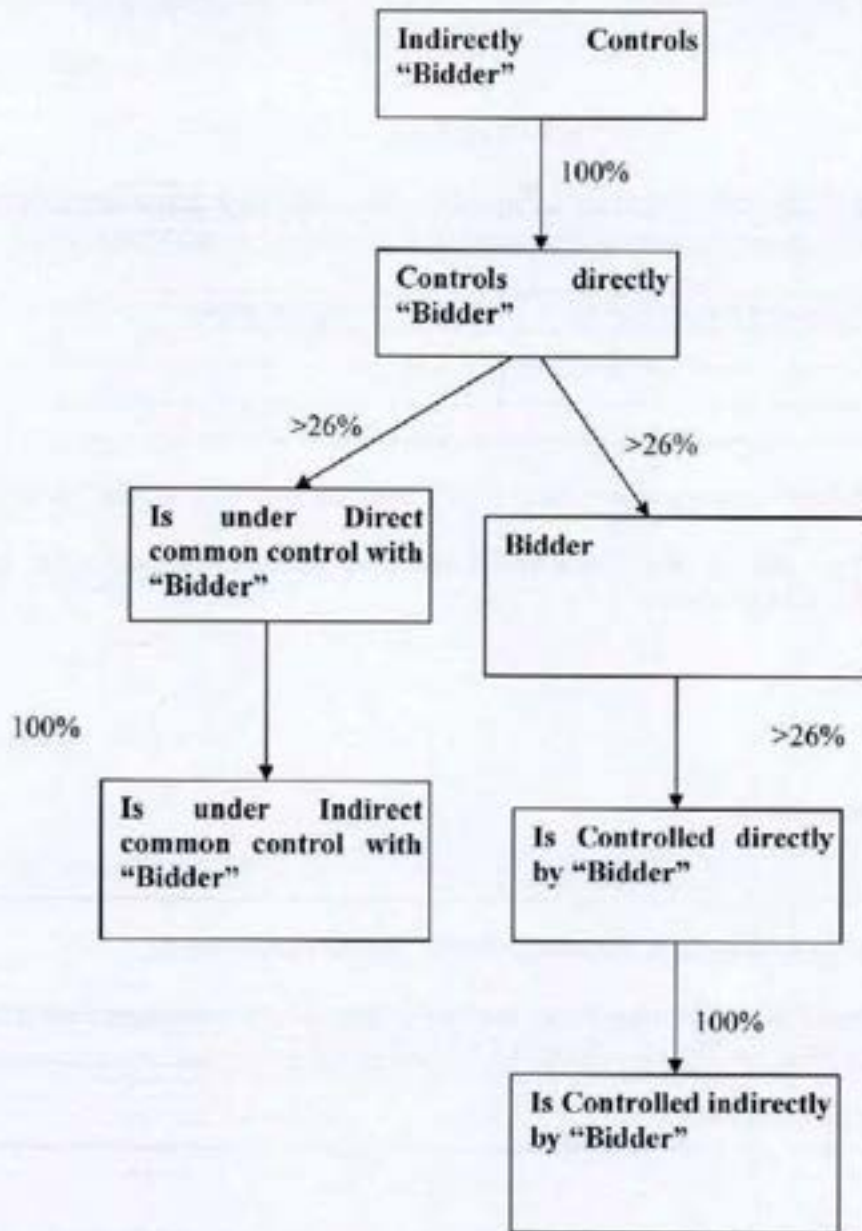 Indirectly Controls
“Bidder”
100%
Controls directly
“Bidder”
>26%
>26%
Is under Direct
common control with
“Bidder”
Bidder
100%
>26%
Is under Indirect
common control with
“Bidder”
Is Controlled directly
by “Bidder”
100%
Is Controlled indirectly
by “Bidder”